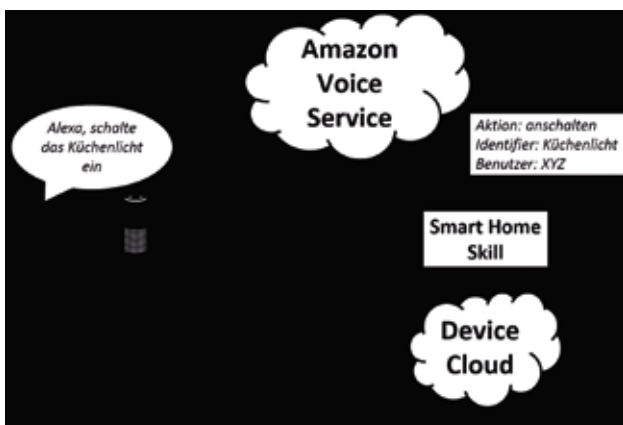 Amazon
Voice
Service
Alexa, schalte
das Küchenlicht
ein
Aktion: anschalten
Identifier: Küchenlicht
Benutzer: XYZ
Smart Home
Skill
Device
Cloud